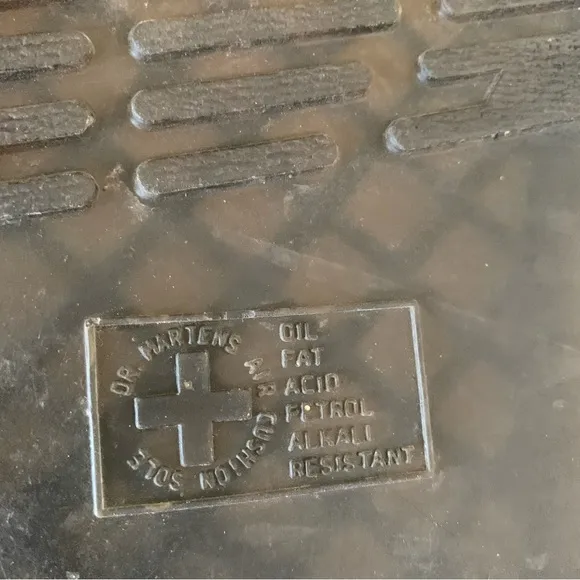 DR. MARTENS AIR CUSHION SOLE
OIL
FAT
ACID
PETROL
ALKALI
RESISTANT